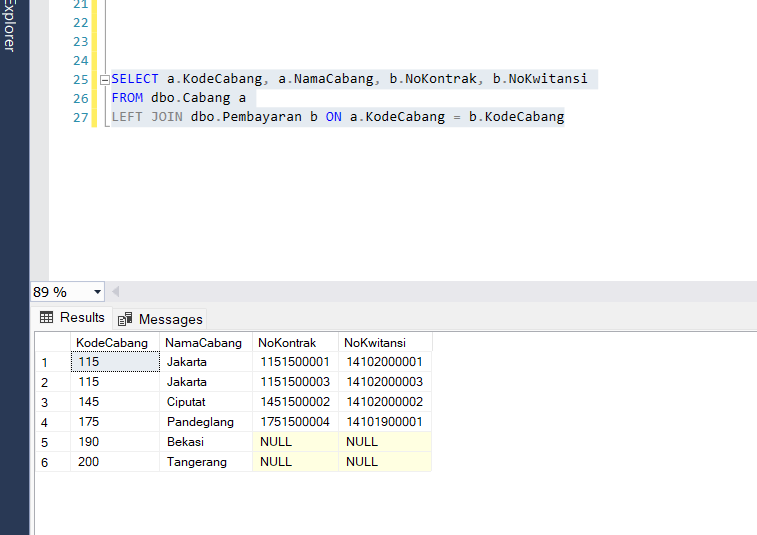 Explorer
21
22
23
24
25 SELECT a.KodeCabang, a.NamaCabang, b.NoKontrak, b.NoKwitansi
26 FROM dbo.Cabang a
27 LEFT JOIN dbo.Pembayaran b ON a.KodeCabang = b.KodeCabang
89 %
Results Messages
KodeCabang NamaCabang NoKontrak NoKwitansi
1 115 Jakarta 1151500001 14102000001
2 115 Jakarta 1151500003 14102000003
3 145 Ciputat 1451500002 14102000002
4 175 Pandeglang 1751500004 14101900001
5 190 Bekasi NULL NULL
6 200 Tangerang NULL NULL